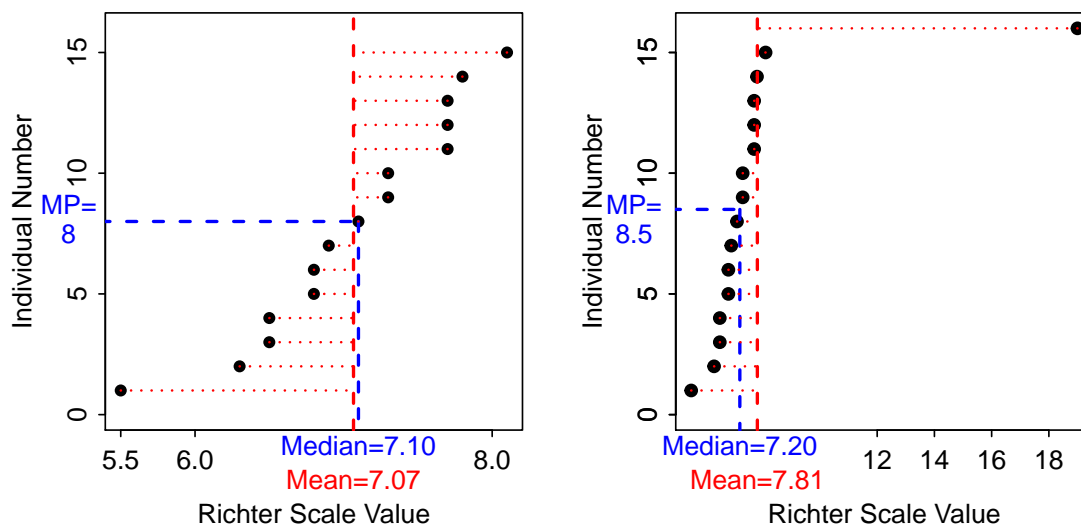 Individual Number
15
10
5
0
MP=
8
5.5 6.0 8.0
Median=7.10
Mean=7.07
Richter Scale Value
Individual Number
15
10
5
0
MP=
8.5
12 14 16 18
Median=7.20
Mean=7.81
Richter Scale Value